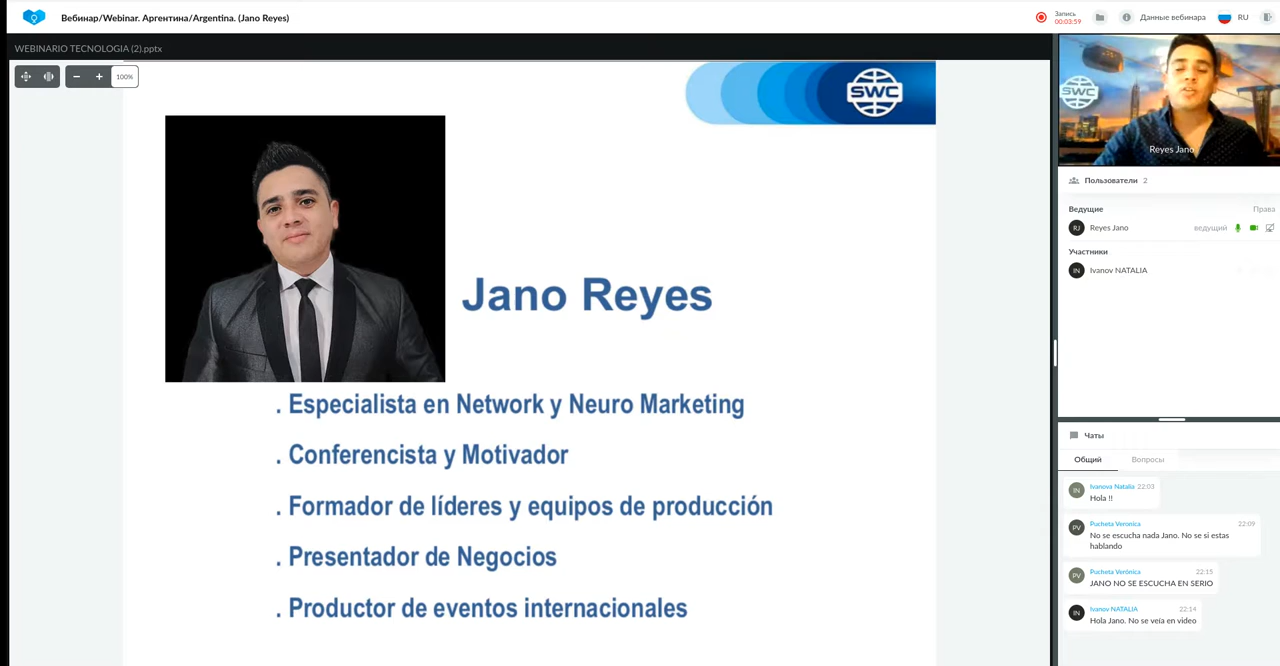 Вебинар/Webinar. Аргентина/Argentina. (Jano Reyes)
Запись
00:03:59
Данные вебинара
RU
WEBINARIO TECNOLOGIA (2).pptx
100%
SWC
Jano Reyes
. Especialista en Network y Neuro Marketing
. Conferencista y Motivador
. Formador de líderes y equipos de producción
. Presentador de Negocios
. Productor de eventos internacionales
SWC
Reyes Jano
Пользователи 2
Ведущие Права
RJ Reyes Jano ведущий
Участники
IN Ivanov NATALIA
Чаты
Общий Вопросы
IN Ivanova Natalia 22:03
Hola !!
PV Pucheta Veronica 22:09
No se escucha nada Jano. No se si estas
hablando
PV Pucheta Verónica 22:15
JANO NO SE ESCUCHA EN SERIO
IN Ivanov NATALIA 22:14
Hola Jano. No se veía en video